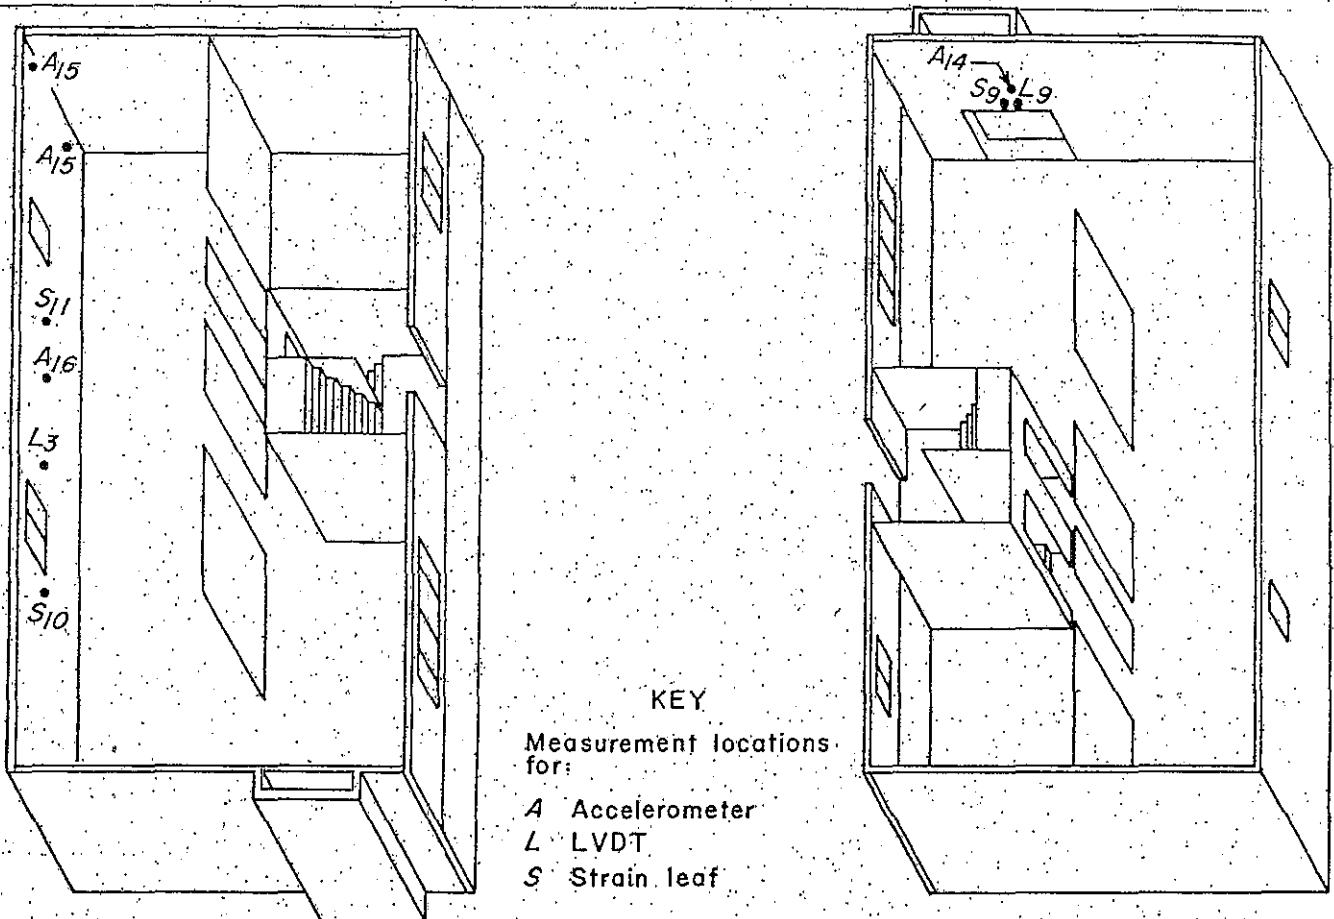 A15
A15
S11
A16
L3
S10
A14
S9 L9
KEY
Measurement locations
for:
A Accelerometer
L LVDT
S Strain leaf